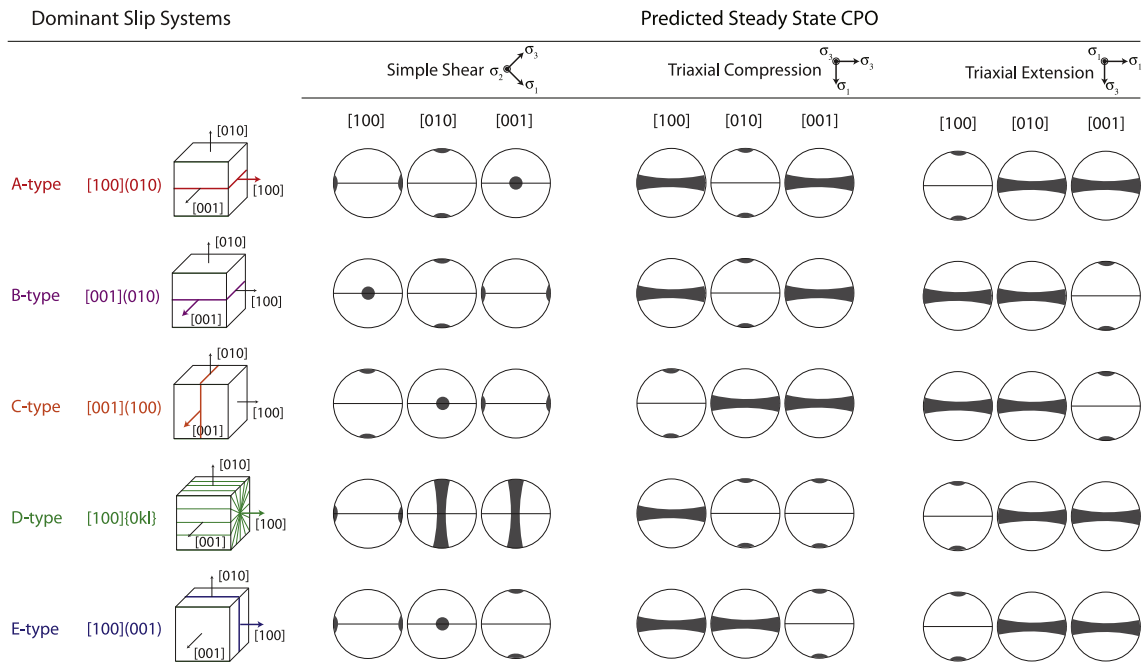 Dominant Slip Systems
Predicted Steady State CPO
Simple Shear σ2 σ3 σ1
Triaxial Compression σ3 σ3 σ1
Triaxial Extension σ1 σ1 σ3
[100] [010] [001] [100] [010] [001] [100] [010] [001]
A-type [100](010) [010] [100] [001]
B-type [001](010) [010] [100] [001]
C-type [001](100) [010] [100] [001]
D-type [100]{0kl} [010] [100] [001]
E-type [100](001) [010] [100] [001]